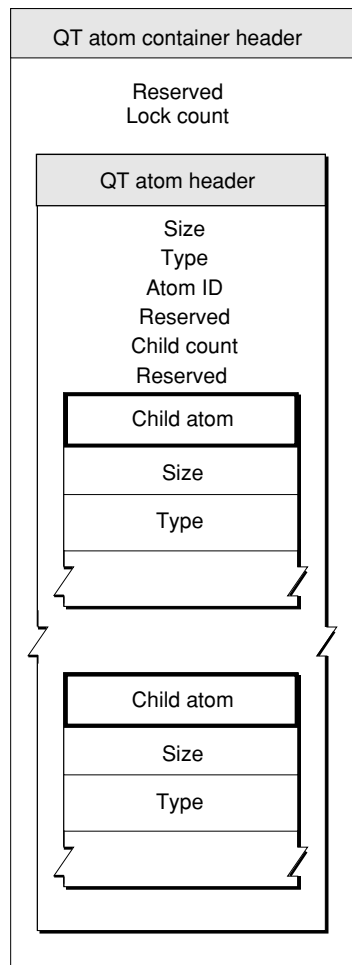 QT atom container header
Reserved
Lock count
QT atom header
Size
Type
Atom ID
Reserved
Child count
Reserved
Child atom
Size
Type
Child atom
Size
Type